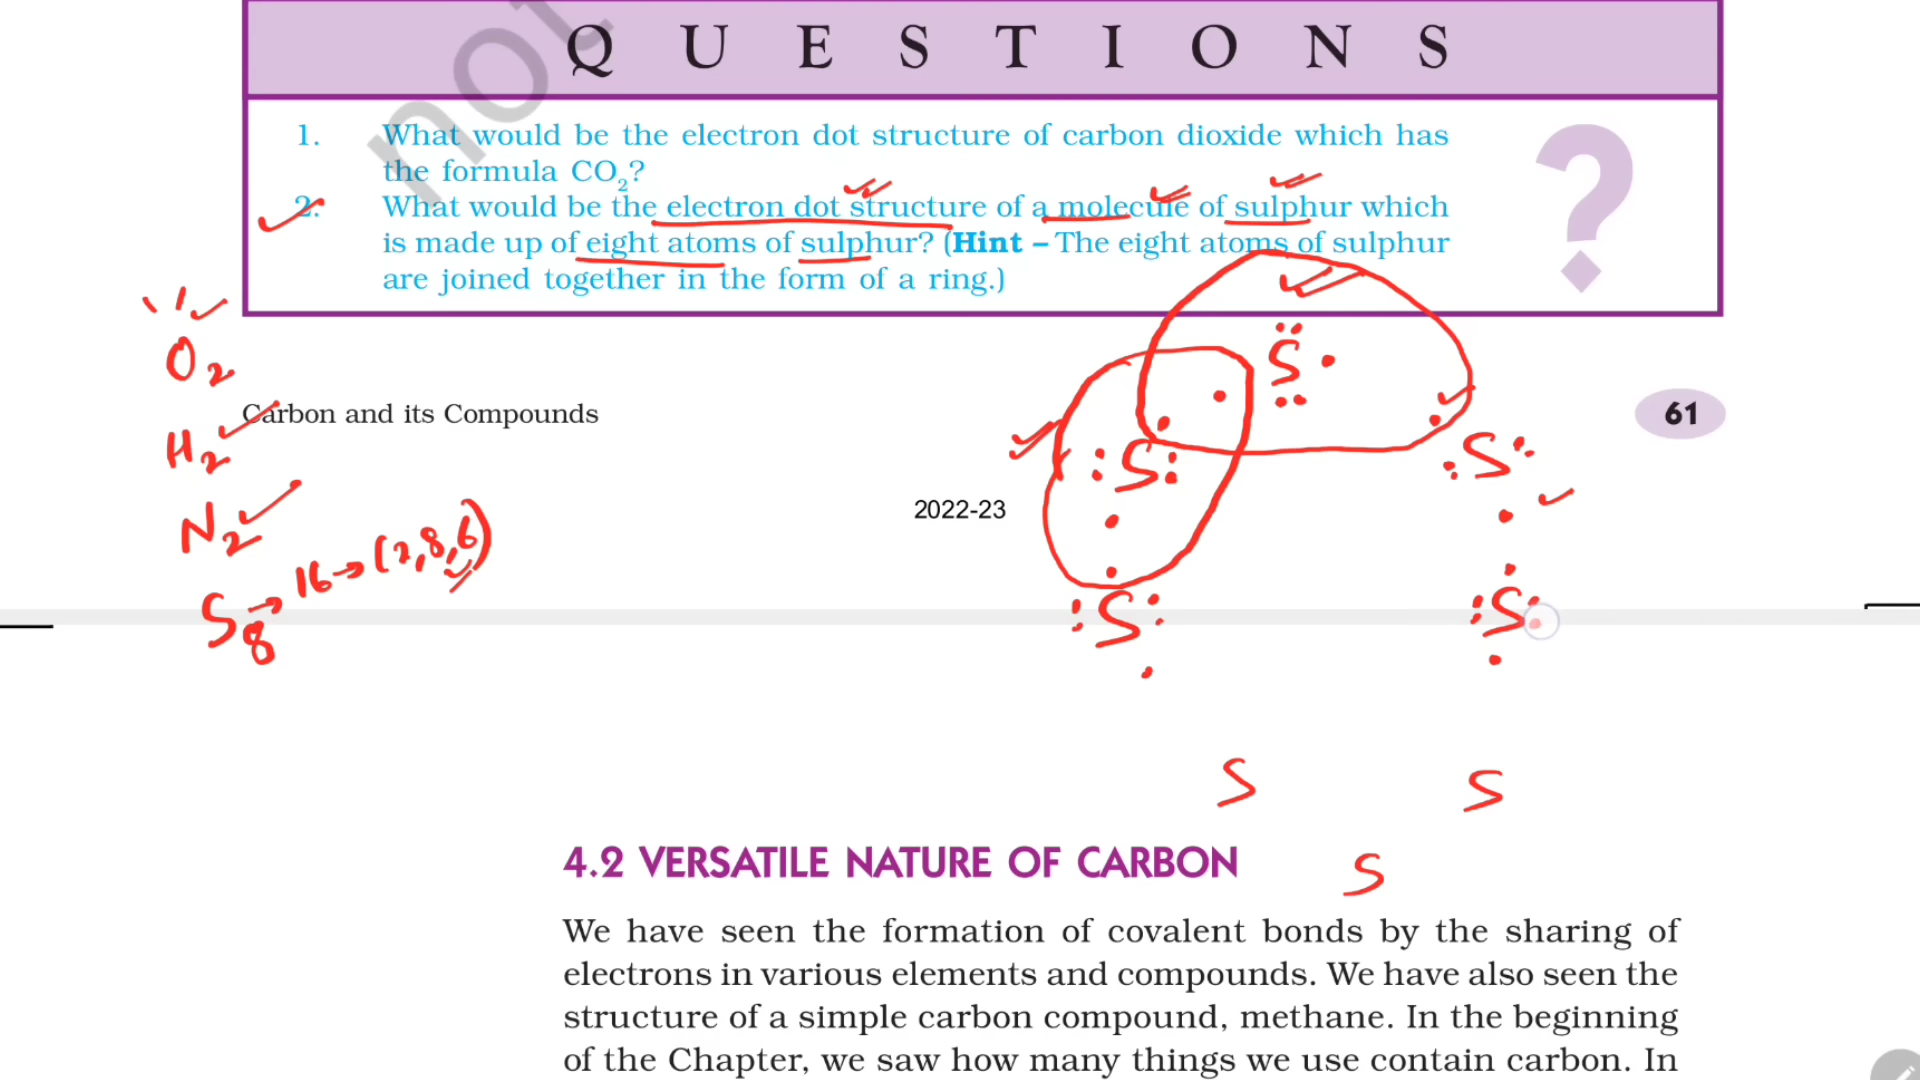 QUESTIONS
1. What would be the electron dot structure of carbon dioxide which has
the formula CO2?
2. What would be the electron dot structure of a molecule of sulphur which
is made up of eight atoms of sulphur? (Hint – The eight atoms of sulphur
are joined together in the form of a ring.)
?
not
O2
H2
N2
S8 → 16 → (2,8,6)
Carbon and its Compounds
61
2022-23
S
S
S
S
S
S
S
S
4.2 VERSATILE NATURE OF CARBON
We have seen the formation of covalent bonds by the sharing of
electrons in various elements and compounds. We have also seen the
structure of a simple carbon compound, methane. In the beginning
of the Chapter, we saw how many things we use contain carbon. In